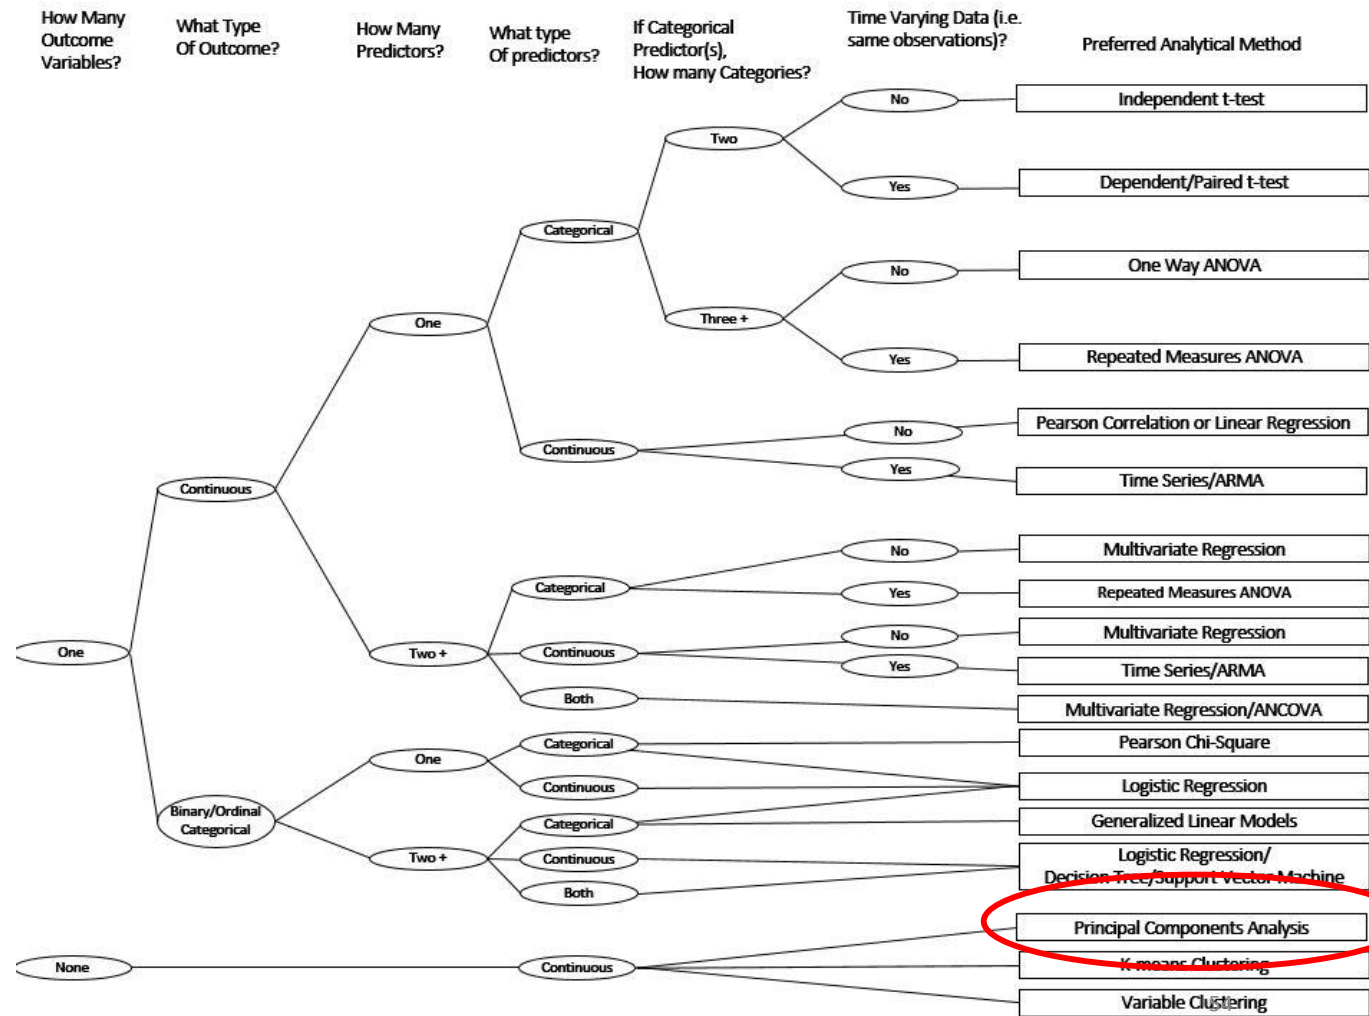 How Many
Outcome
Variables?
What Type
Of Outcome?
How Many
Predictors?
What type
Of predictors?
If Categorical
Predictor(s),
How many Categories?
Time Varying Data (i.e.
same observations)?
Preferred Analytical Method
No
Independent t-test
Two
Yes
Dependent/Paired t-test
Categorical
No
One Way ANOVA
One
Three +
Yes
Repeated Measures ANOVA
Continuous
No
Pearson Correlation or Linear Regression
Yes
Time Series/ARMA
Continuous
No
Multivariate Regression
Categorical
Yes
Repeated Measures ANOVA
One
Two +
Continuous
No
Multivariate Regression
Yes
Time Series/ARMA
Both
Multivariate Regression/ANCOVA
One
Categorical
Pearson Chi-Square
Continuous
Logistic Regression
Binary/Ordinal
Categorical
Categorical
Generalized Linear Models
Two +
Continuous
Logistic Regression/
Decision Tree/Support Vector Machine
Both
Principal Components Analysis
None
Continuous
K-means Clustering
Variable Clustering
154